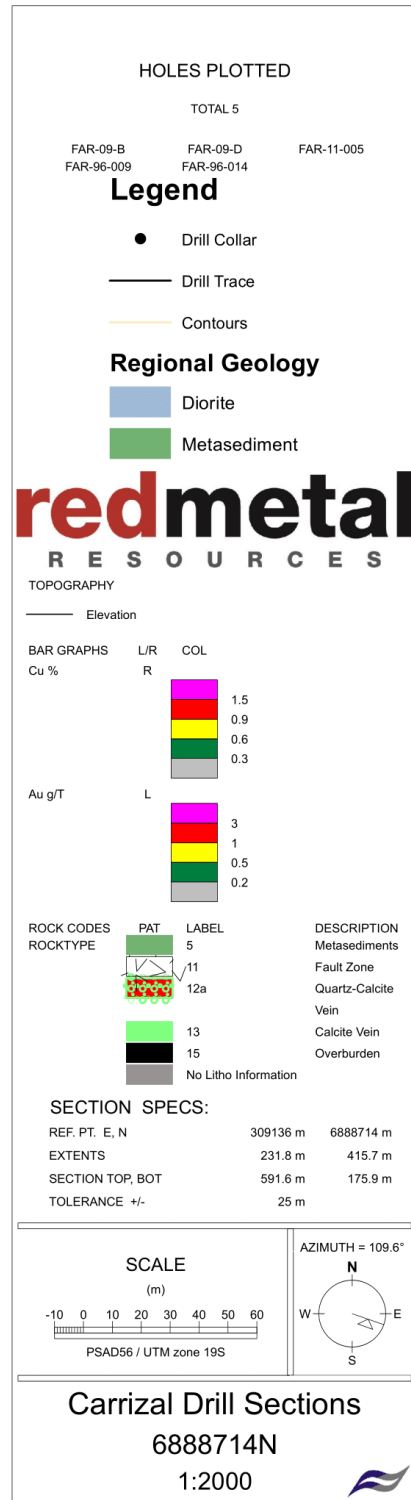 HOLES PLOTTED
TOTAL 5
FAR-09-B FAR-09-D FAR-11-005
FAR-96-009 FAR-96-014
Legend
Drill Collar
Drill Trace
Contours
Regional Geology
Diorite
Metasediment
redmetal
RESOURCES
TOPOGRAPHY
Elevation
BAR GRAPHS L/R COL
Cu % R
1.5
0.9
0.6
0.3
Au g/T L
3
1
0.5
0.2
ROCK CODES PAT LABEL DESCRIPTION
ROCKTYPE 5 Metasediments
11 Fault Zone
12a Quartz-Calcite
Vein
13 Calcite Vein
15 Overburden
No Litho Information
SECTION SPECS:
REF. PT. E, N 309136 m 6888714 m
EXTENTS 231.8 m 415.7 m
SECTION TOP, BOT 591.6 m 175.9 m
TOLERANCE +/- 25 m
SCALE
(m)
-10 0 10 20 30 40 50 60
PSAD56 / UTM zone 19S
AZIMUTH = 109.6°
N
W E
S
Carrizal Drill Sections
6888714N
1:2000